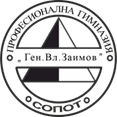 ПРОФЕСИОНАЛНА ГИМНАЗИЯ
„Ген.Вл.Заимов"
СОПОТ